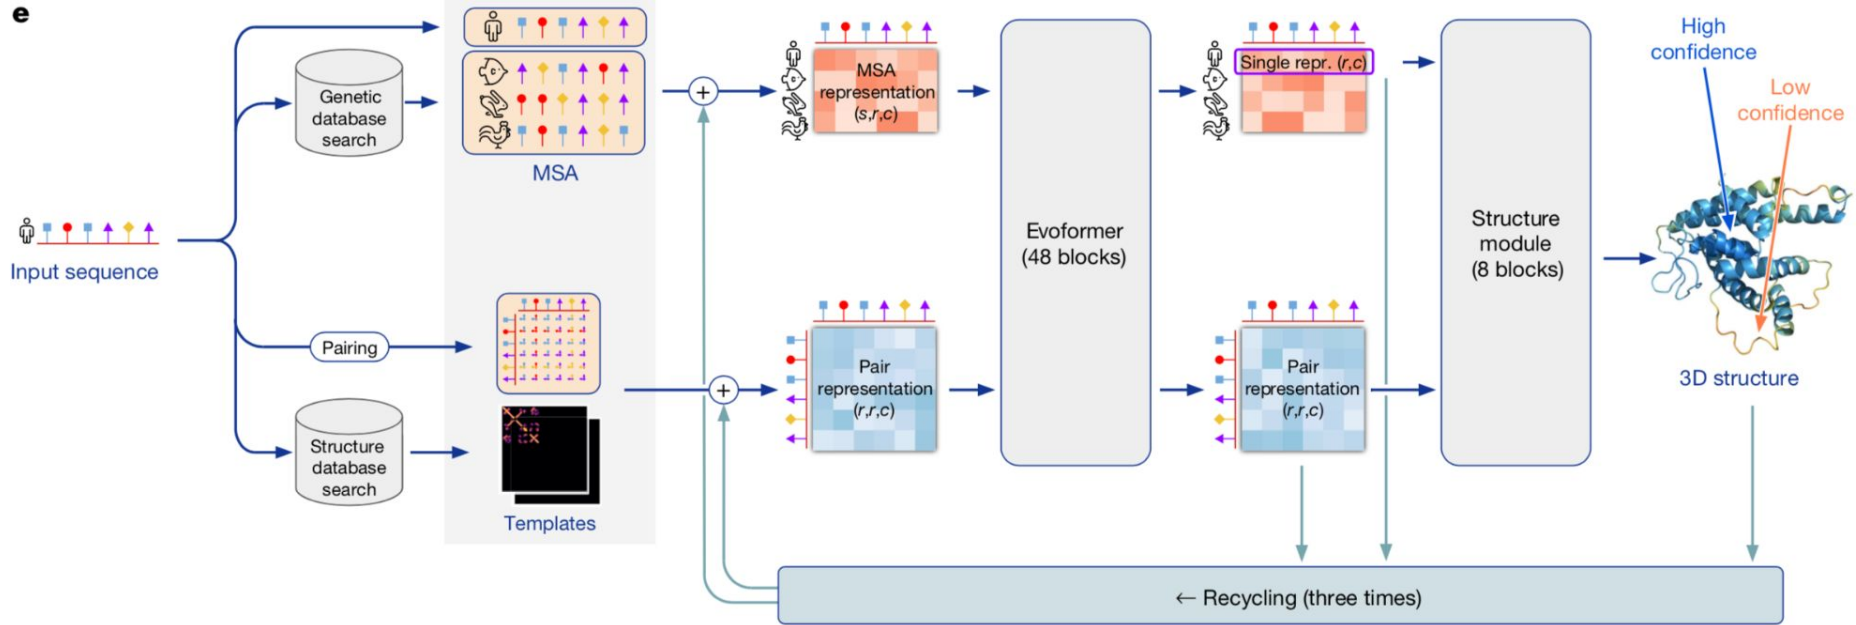 e
Input sequence
Genetic
database
search
Pairing
Structure
database
search
MSA
Templates
+
+
MSA
representation
(s,r,c)
Pair
representation
(r,r,c)
Evoformer
(48 blocks)
Single repr. (r,c)
Pair
representation
(r,r,c)
Structure
module
(8 blocks)
High
confidence
Low
confidence
3D structure
← Recycling (three times)